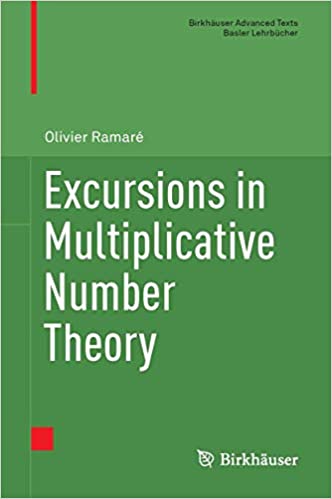 Birkhäuser Advanced Texts
Basler Lehrbücher
Olivier Ramaré
Excursions in
Multiplicative
Number
Theory
Birkhäuser